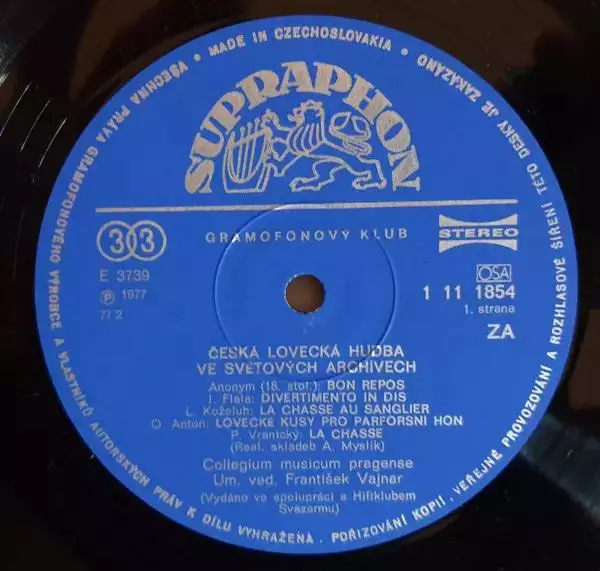 VŠECHNA PRÁVA GRAMOFONOVÉHO VÝROBCE A VLASTNÍKŮ AUTORSKÝCH PRÁV K DÍLU VYHRAŽENA. POŘIZOVÁNÍ KOPIÍ, VEŘEJNÉ PROVOZOVÁNÍ A ROZHLASOVÉ ŠÍŘENÍ TÉTO DESKY JE ZAKÁZÁNO
• MADE IN CZECHOSLOVAKIA •
SUPRAPHON
33
GRAMOFONOVÝ KLUB
STEREO
E 3739
OSA
Ⓟ 1977
1 11 1854
77 2
1. strana
ZA
ČESKÁ LOVECKÁ HUDBA
VE SVĚTOVÝCH ARCHÍVECH
Anonym (18. stol.): BON REPOS
J. Fiala: DIVERTIMENTO IN DIS
L. Koželuh: LA CHASSE AU SANGLIER
O. Anton: LOVECKÉ KUSY PRO PARFORSNÍ HON
P. Vranický: LA CHASSE
(Real. skladeb A. Myslík)
Collegium musicum pragense
Um. ved. František Vajnar
(Vydáno ve spolupráci s Hifiklubem
Svazarmu)